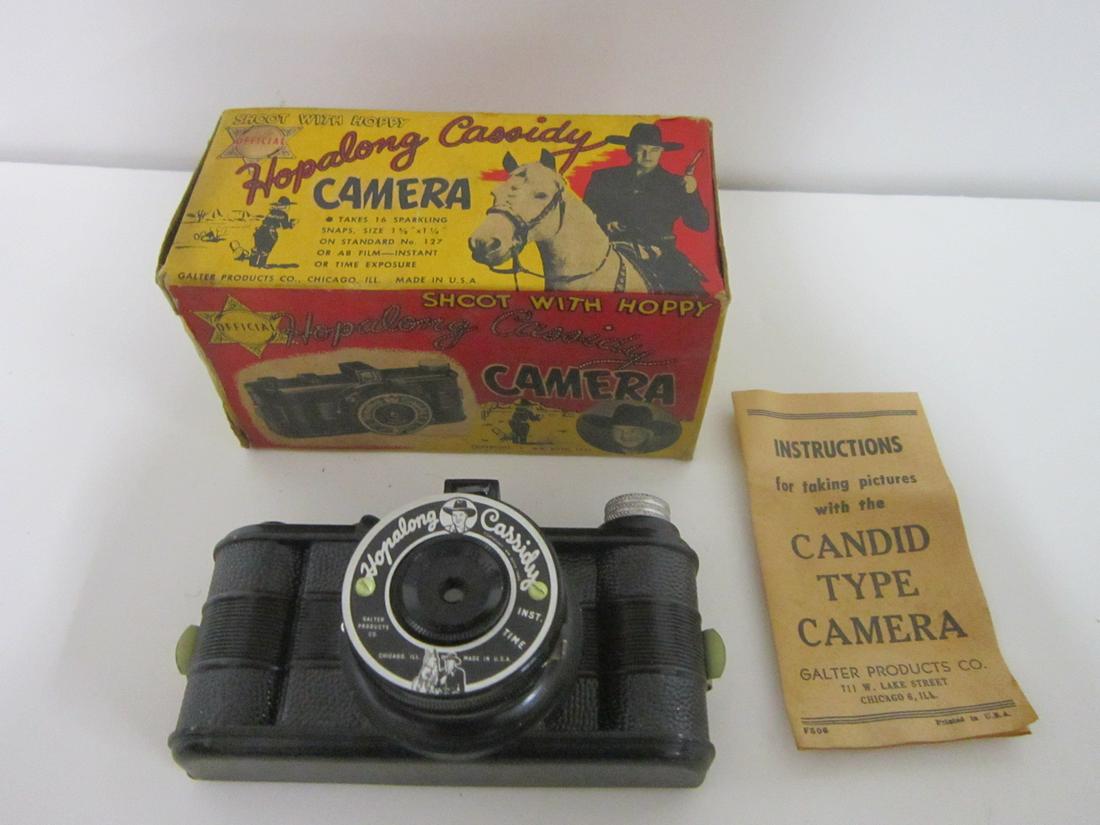 SHOOT WITH HOPPY
OFFICIAL
Hopalong Cassidy
CAMERA
• TAKES 16 SPARKLING
SNAPS, SIZE 1⅝"x1¼"
ON STANDARD No. 127
OR A8 FILM—INSTANT
OR TIME EXPOSURE
GALTER PRODUCTS CO., CHICAGO, ILL. MADE IN U.S.A.
SHOOT WITH HOPPY
OFFICIAL
Hopalong Cassidy
CAMERA
Hopalong Cassidy
GALTER
PRODUCTS
CO.
INST.
TIME
CHICAGO, ILL. MADE IN U.S.A.
INSTRUCTIONS
for taking pictures
with the
CANDID
TYPE
CAMERA
GALTER PRODUCTS CO.
711 W. LAKE STREET
CHICAGO 6, ILL.
Printed in U.S.A.
F506